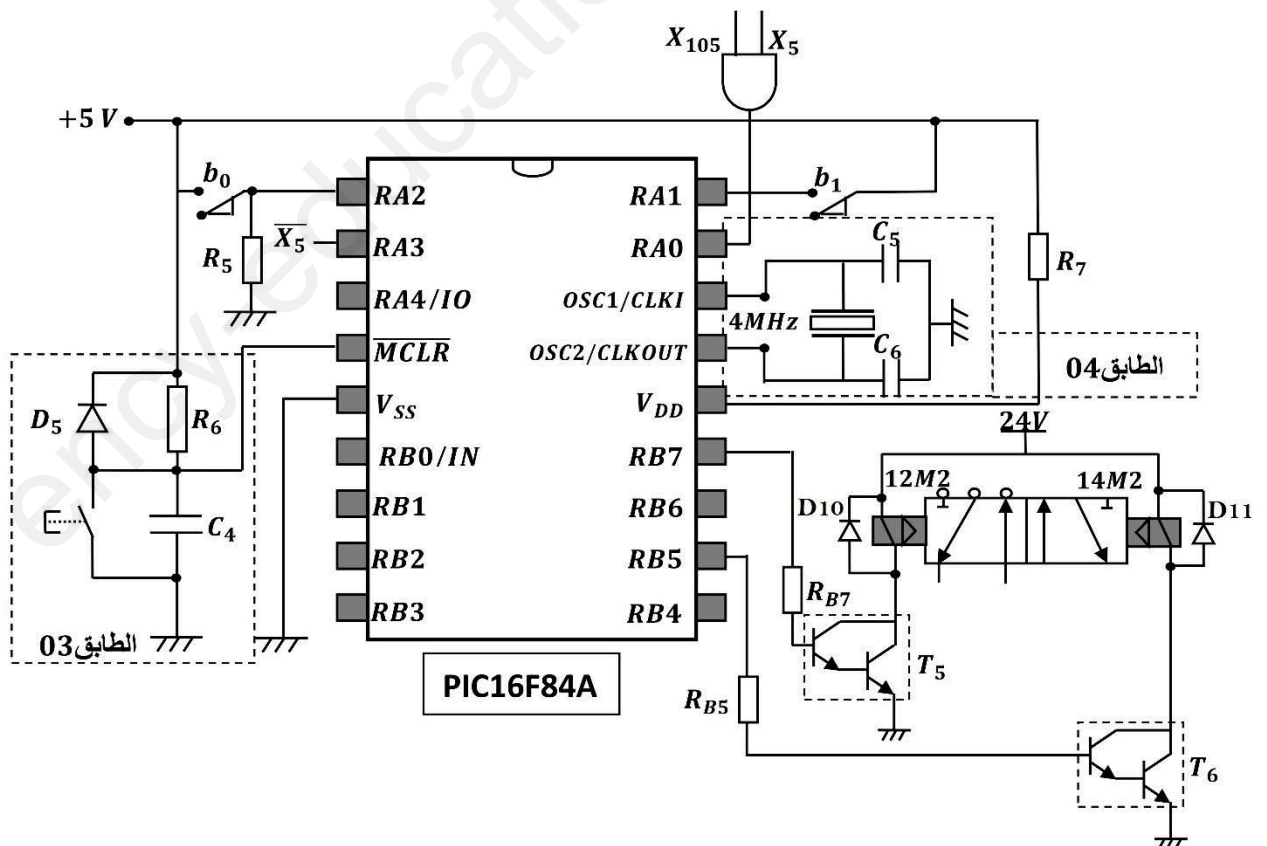 ency-educati
X105 X5
+5 V
b0
RA2
RA1
b1
X̅5̅
RA3
RA0
C5
R5
R7
RA4/IO
OSC1/CLKI
4MHz
M̅C̅L̅R̅
OSC2/CLKOUT
C6
الطابق04
D5
R6
VSS
VDD
24V
RB0/IN
RB7
12M2
14M2
D10
D11
RB1
RB6
C4
RB2
RB5
RB7
RB3
RB4
الطابق03
T5
PIC16F84A
RB5
T6